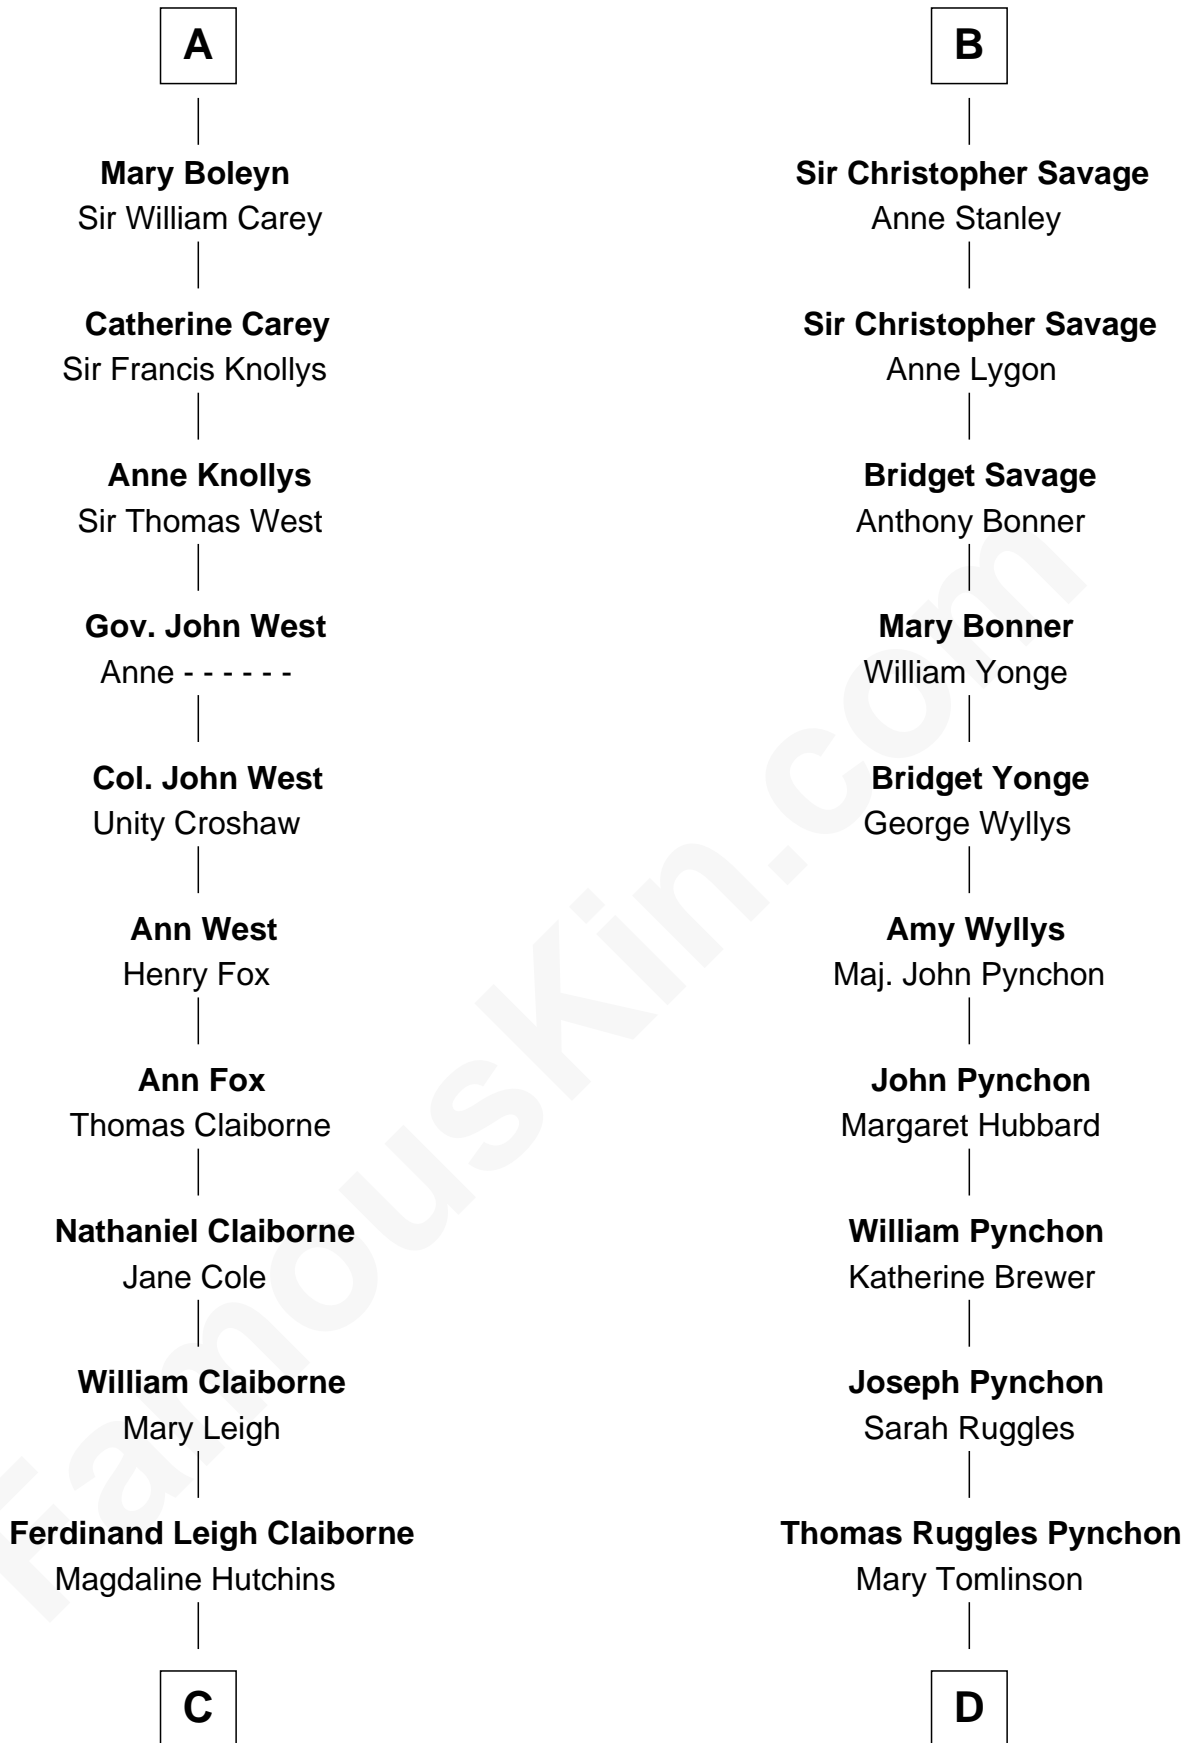 A
Mary Boleyn
Sir William Carey
Catherine Carey
Sir Francis Knollys
Anne Knollys
Sir Thomas West
Gov. John West
Anne - - - - - -
Col. John West
Unity Croshaw
Ann West
Henry Fox
Ann Fox
Thomas Claiborne
Nathaniel Claiborne
Jane Cole
William Claiborne
Mary Leigh
Ferdinand Leigh Claiborne
Magdaline Hutchins
C
B
Sir Christopher Savage
Anne Stanley
Sir Christopher Savage
Anne Lygon
Bridget Savage
Anthony Bonner
Mary Bonner
William Yonge
Bridget Yonge
George Wyllys
Amy Wyllys
Maj. John Pynchon
John Pynchon
Margaret Hubbard
William Pynchon
Katherine Brewer
Joseph Pynchon
Sarah Ruggles
Thomas Ruggles Pynchon
Mary Tomlinson
D
FamousKin.com